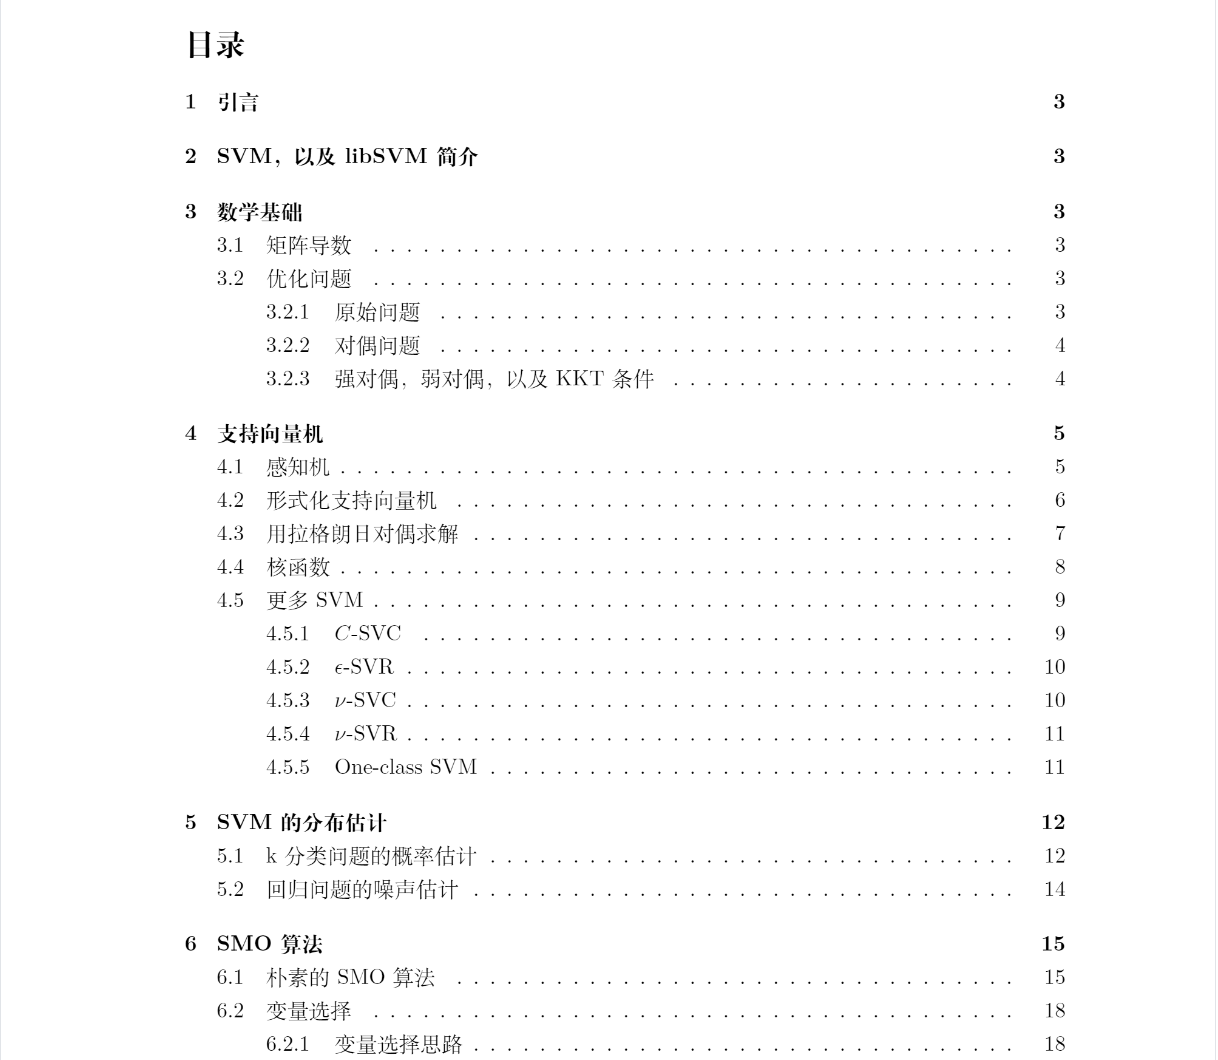 目录
1 引言 3
2 SVM，以及 libSVM 简介 3
3 数学基础 3
3.1 矩阵导数 . . . . . . . . . . . . . . . . . . . . . . . . . . . . . . . . . . . . . . . 3
3.2 优化问题 . . . . . . . . . . . . . . . . . . . . . . . . . . . . . . . . . . . . . . . 3
3.2.1 原始问题 . . . . . . . . . . . . . . . . . . . . . . . . . . . . . . . . . . . 3
3.2.2 对偶问题 . . . . . . . . . . . . . . . . . . . . . . . . . . . . . . . . . . . 4
3.2.3 强对偶，弱对偶，以及 KKT 条件 . . . . . . . . . . . . . . . . . . . . . 4
4 支持向量机 5
4.1 感知机 . . . . . . . . . . . . . . . . . . . . . . . . . . . . . . . . . . . . . . . . . 5
4.2 形式化支持向量机 . . . . . . . . . . . . . . . . . . . . . . . . . . . . . . . . . . 6
4.3 用拉格朗日对偶求解 . . . . . . . . . . . . . . . . . . . . . . . . . . . . . . . . . 7
4.4 核函数 . . . . . . . . . . . . . . . . . . . . . . . . . . . . . . . . . . . . . . . . . 8
4.5 更多 SVM . . . . . . . . . . . . . . . . . . . . . . . . . . . . . . . . . . . . . . . 9
4.5.1 C-SVC . . . . . . . . . . . . . . . . . . . . . . . . . . . . . . . . . . . . 9
4.5.2 ϵ-SVR . . . . . . . . . . . . . . . . . . . . . . . . . . . . . . . . . . . . . 10
4.5.3 ν-SVC . . . . . . . . . . . . . . . . . . . . . . . . . . . . . . . . . . . . . 10
4.5.4 ν-SVR . . . . . . . . . . . . . . . . . . . . . . . . . . . . . . . . . . . . . 11
4.5.5 One-class SVM . . . . . . . . . . . . . . . . . . . . . . . . . . . . . . . . 11
5 SVM 的分布估计 12
5.1 k 分类问题的概率估计 . . . . . . . . . . . . . . . . . . . . . . . . . . . . . . . . 12
5.2 回归问题的噪声估计 . . . . . . . . . . . . . . . . . . . . . . . . . . . . . . . . . 14
6 SMO 算法 15
6.1 朴素的 SMO 算法 . . . . . . . . . . . . . . . . . . . . . . . . . . . . . . . . . . 15
6.2 变量选择 . . . . . . . . . . . . . . . . . . . . . . . . . . . . . . . . . . . . . . . 18
6.2.1 变量选择思路 . . . . . . . . . . . . . . . . . . . . . . . . . . . . . . . . . 18